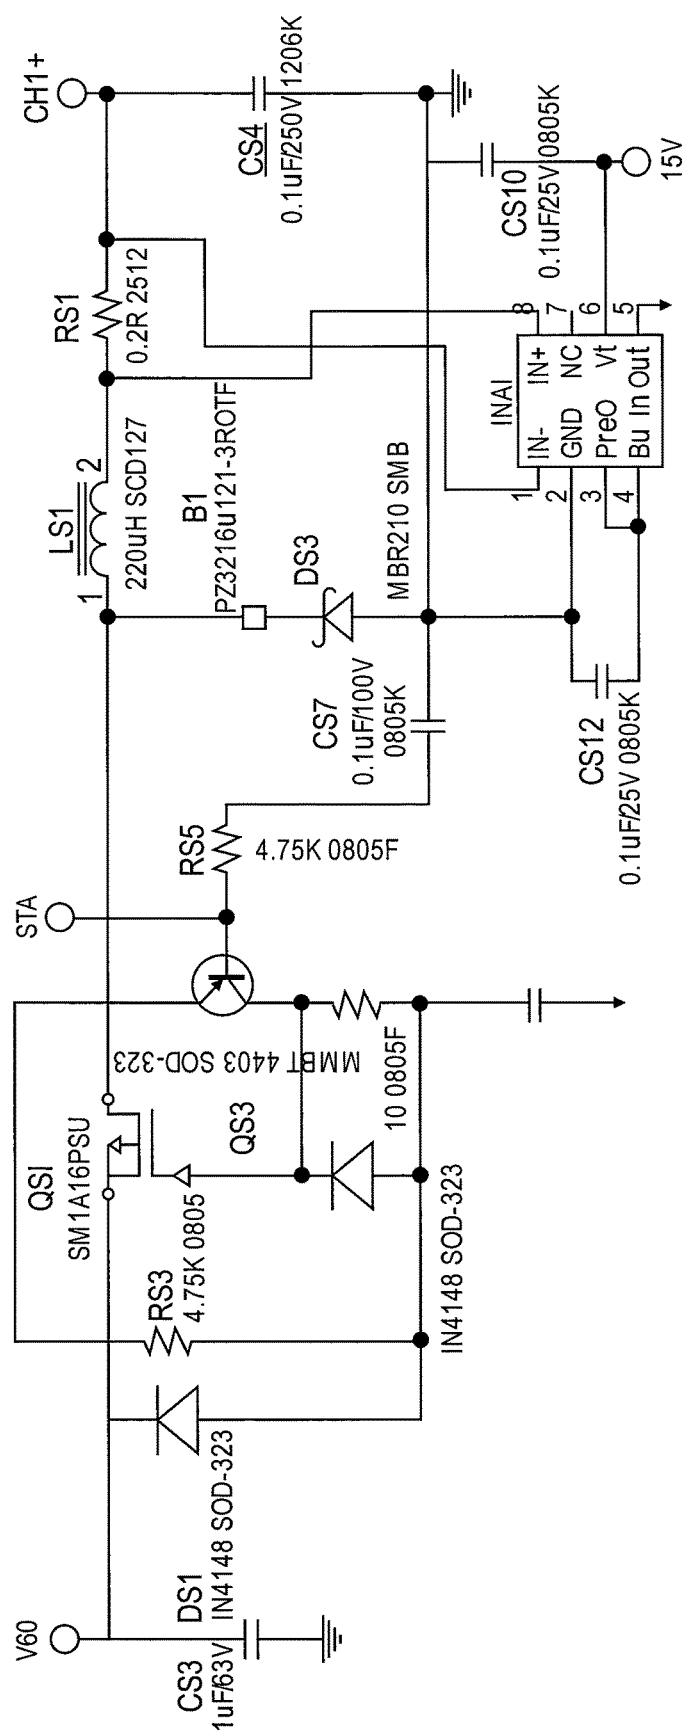 V60
CS3
1uF/63V
DS1
IN4148 SOD-323
RS3
4.75K 0805
QSI
SM1A16PSU
QS3
MMBT 4403 SOD-323
10 0805F
IN4148 SOD-323
STA
RS5
4.75K 0805F
CS7
0.1uF/100V
0805K
1
LS1
2
220uH SCD127
B1
PZ3216u121-3ROTF
DS3
MBR210 SMB
RS1
0.2R 2512
CH1+
CS4
0.1uF/250V 1206K
CS10
0.1uF/25V 0805K
15V
INAI
1 IN- IN+ 8
2 GND NC 7
3 PreO Vt 6
4 Bu In Out 5
CS12
0.1uF/25V 0805K